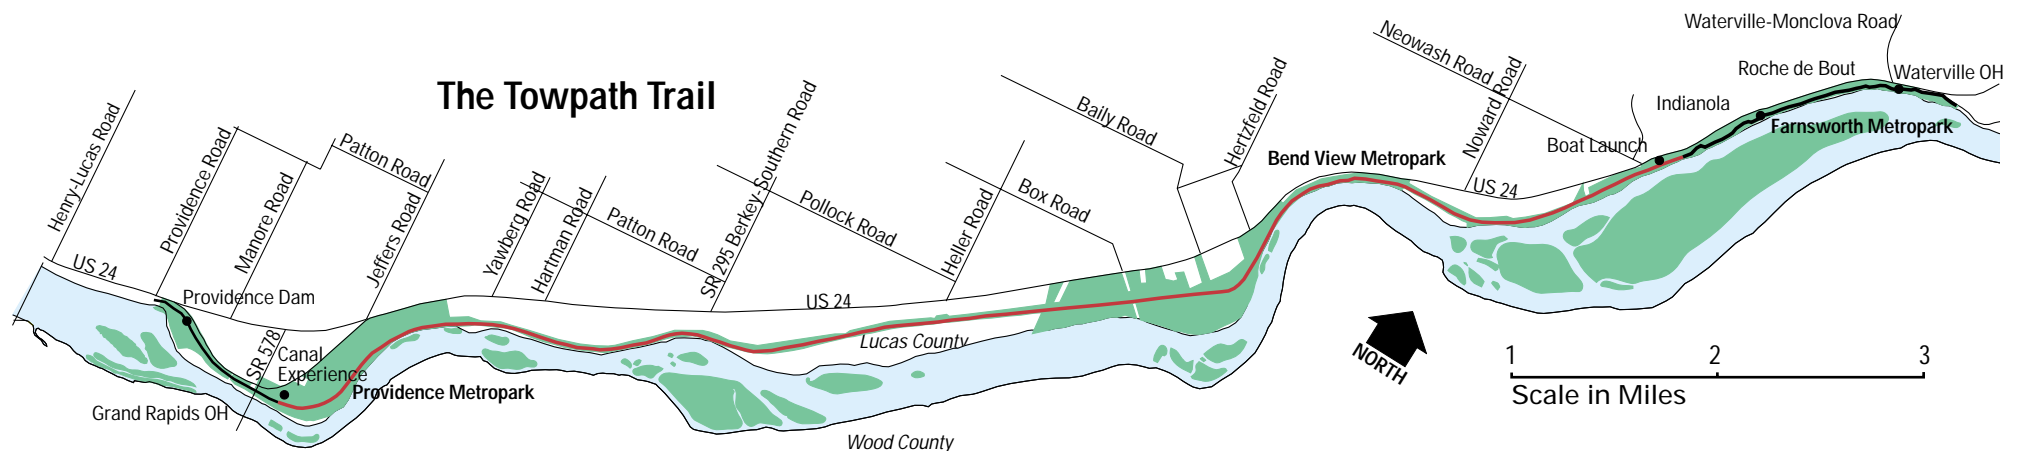 The Towpath Trail
Henry-Lucas Road
US 24
Providence Road
Manore Road
Patton Road
Jeffers Road
Providence Dam
SR 578
Canal
Experience
Grand Rapids OH
Providence Metropark
Yawberg Road
Hartman Road
Patton Road
SR 295 Berkey-Southern Road
Pollock Road
US 24
Heller Road
Box Road
Baily Road
Hertzfeld Road
Lucas County
Wood County
Bend View Metropark
Neowash Road
Noward Road
US 24
Boat Launch
Indianola
Roche de Bout
Waterville-Monclova Road
Waterville OH
Farnsworth Metropark
NORTH
1 2 3
Scale in Miles